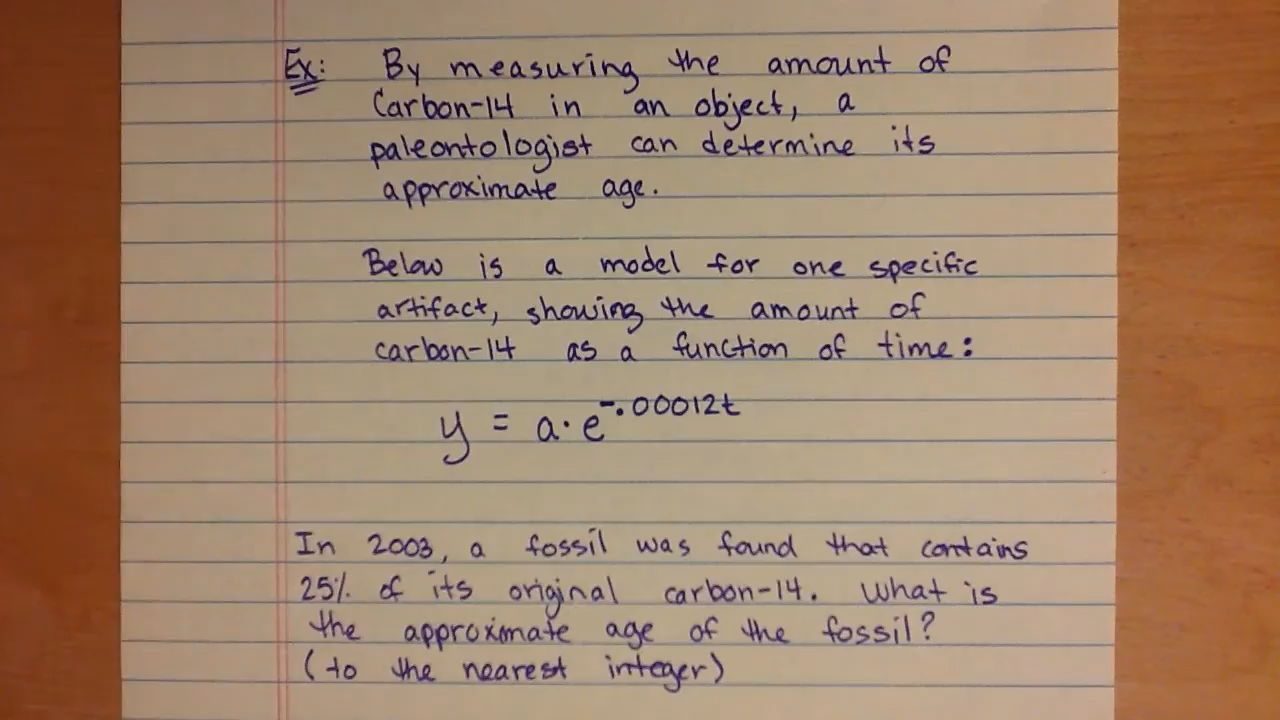 Ex: By measuring the amount of
Carbon-14 in an object, a
paleontologist can determine its
approximate age.
Below is a model for one specific
artifact, showing the amount of
carbon-14 as a function of time:
y = a·e^-.00012t
In 2003, a fossil was found that contains
25% of its original carbon-14. What is
the approximate age of the fossil?
(to the nearest integer)